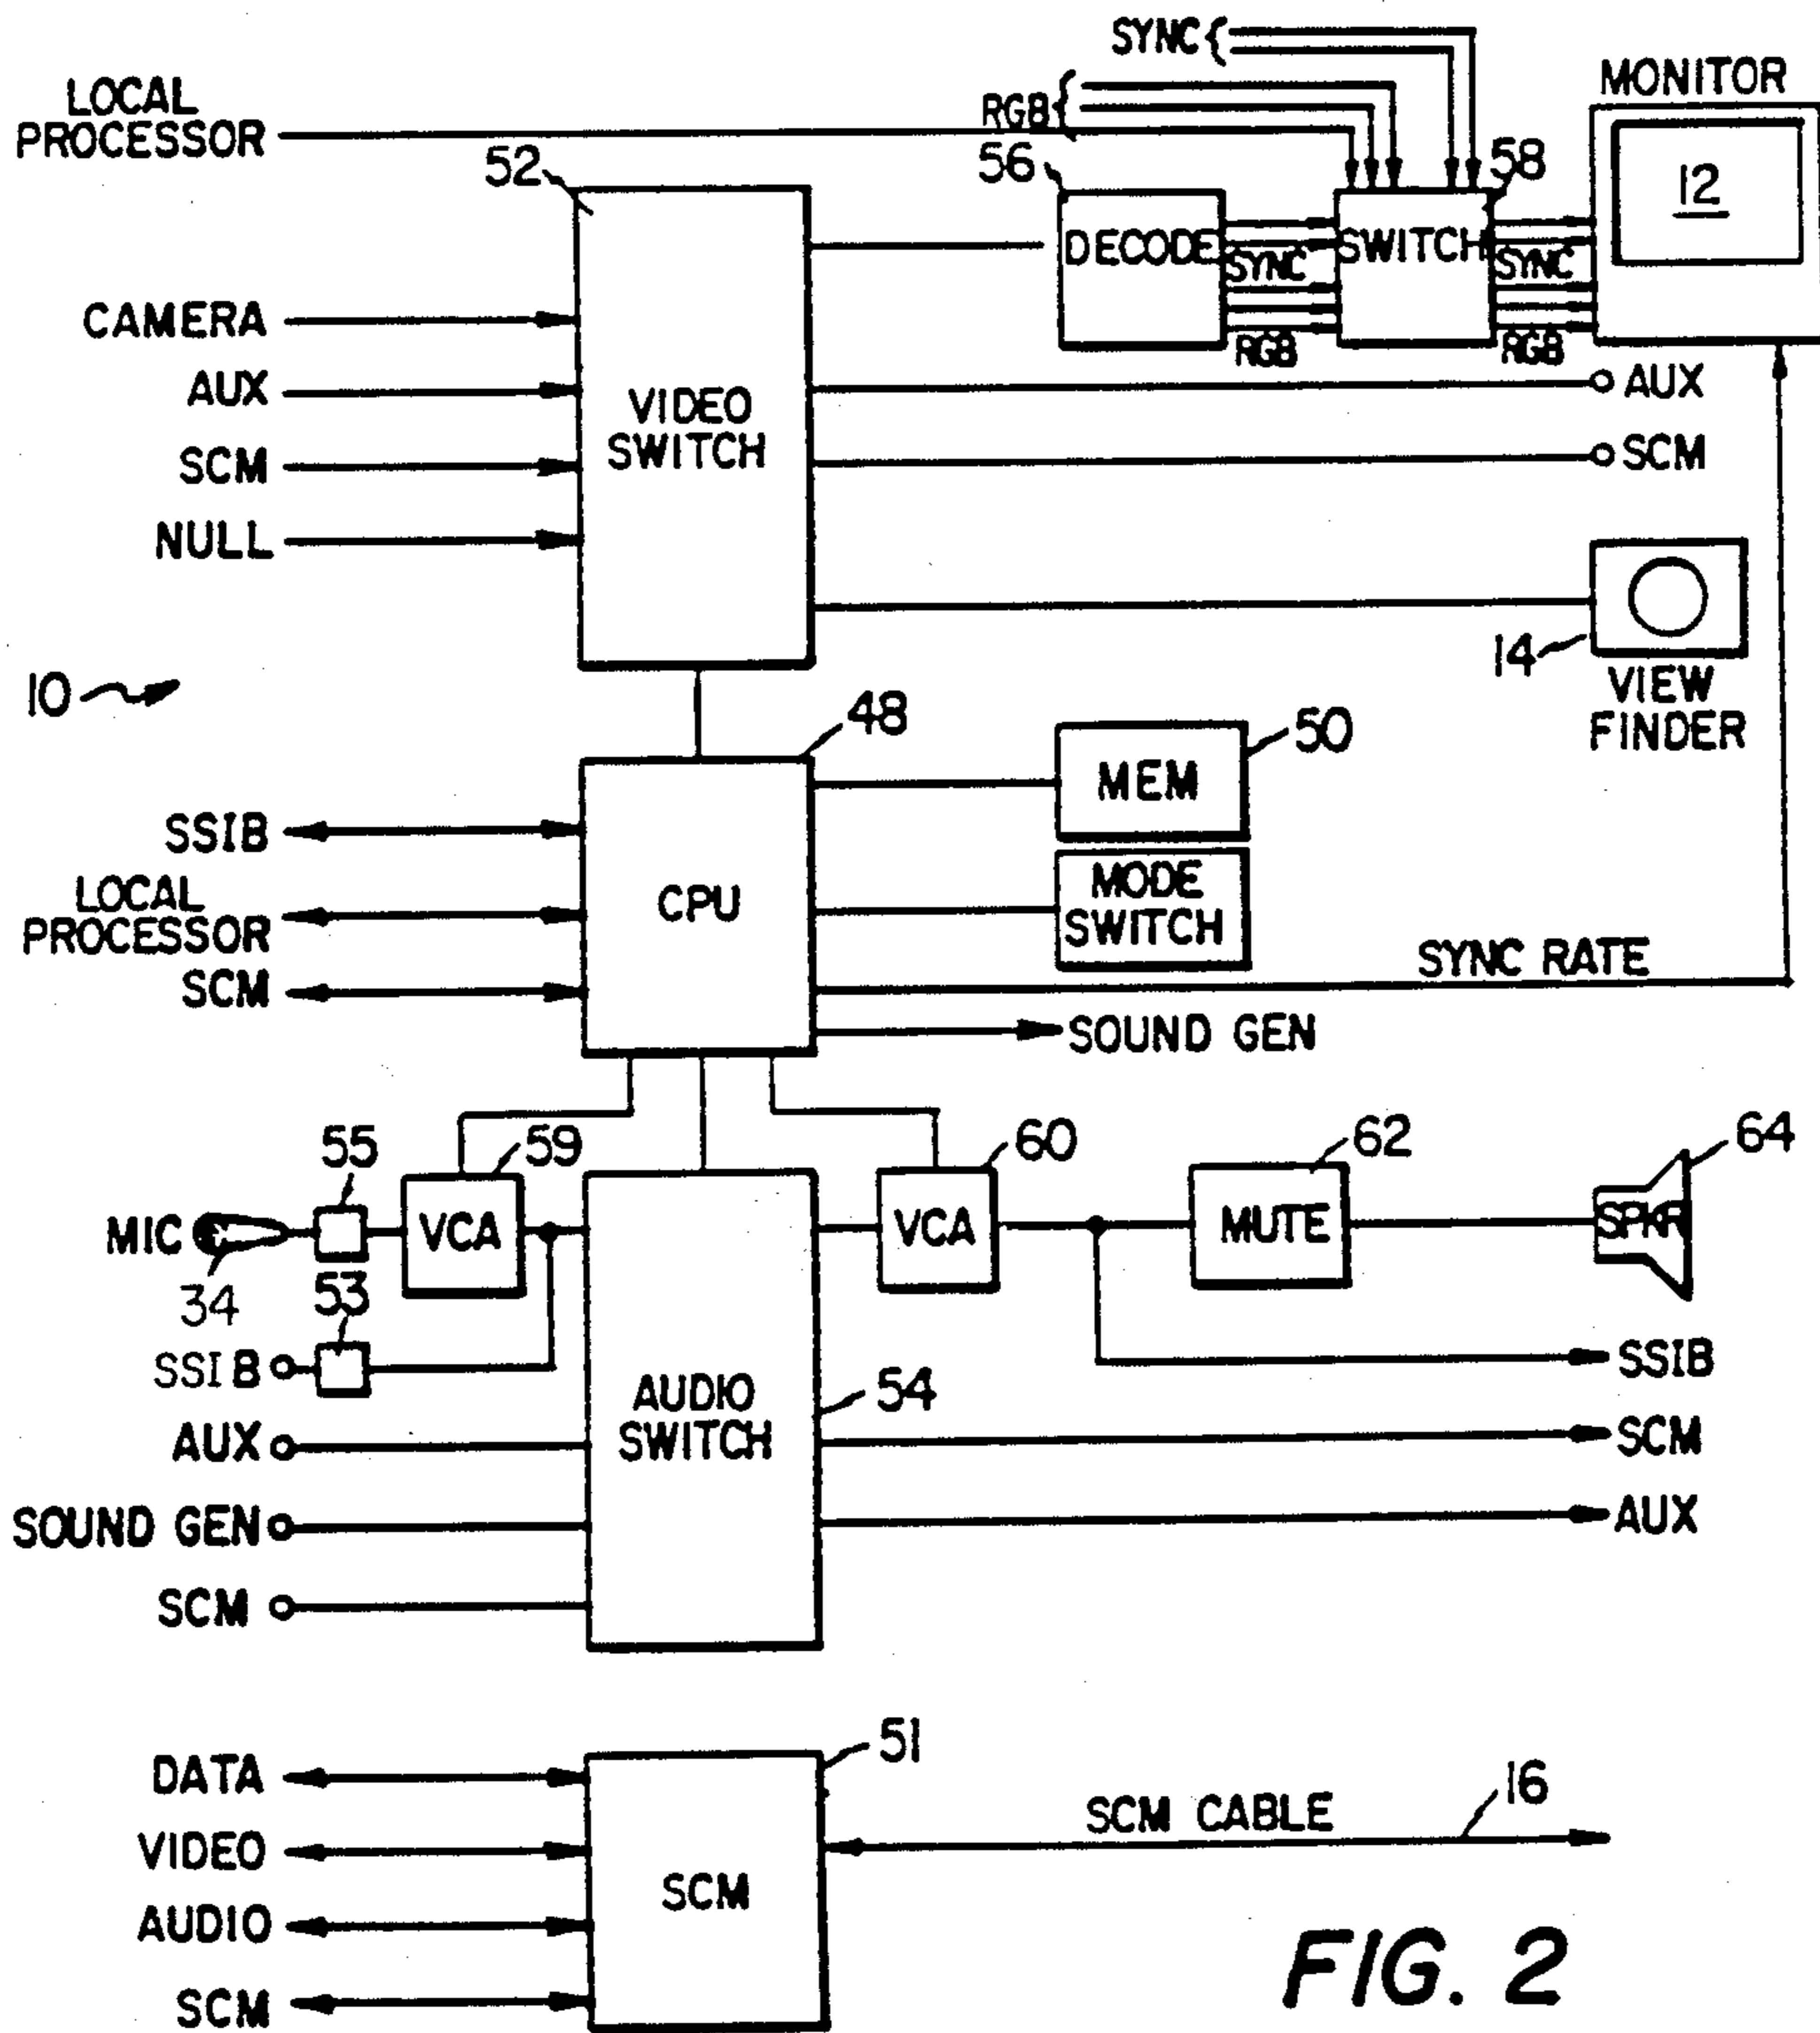 SYNC {
LOCAL
PROCESSOR
RGB {
MONITOR
52
56
58
12
DECODE
SWITCH
SYNC
SYNC
RGB
RGB
CAMERA
AUX
SCM
NULL
VIDEO
SWITCH
AUX
SCM
14
VIEW
FINDER
10
48
50
MEM
SSIB
LOCAL
PROCESSOR
SCM
CPU
MODE
SWITCH
SYNC RATE
SOUND GEN
55
59
60
62
64
MIC
VCA
VCA
MUTE
SPKR
34
53
SSIB
SSIB
AUDIO
SWITCH
54
AUX
SCM
SOUND GEN
AUX
SCM
51
DATA
VIDEO
AUDIO
SCM
SCM
SCM CABLE
16
FIG. 2